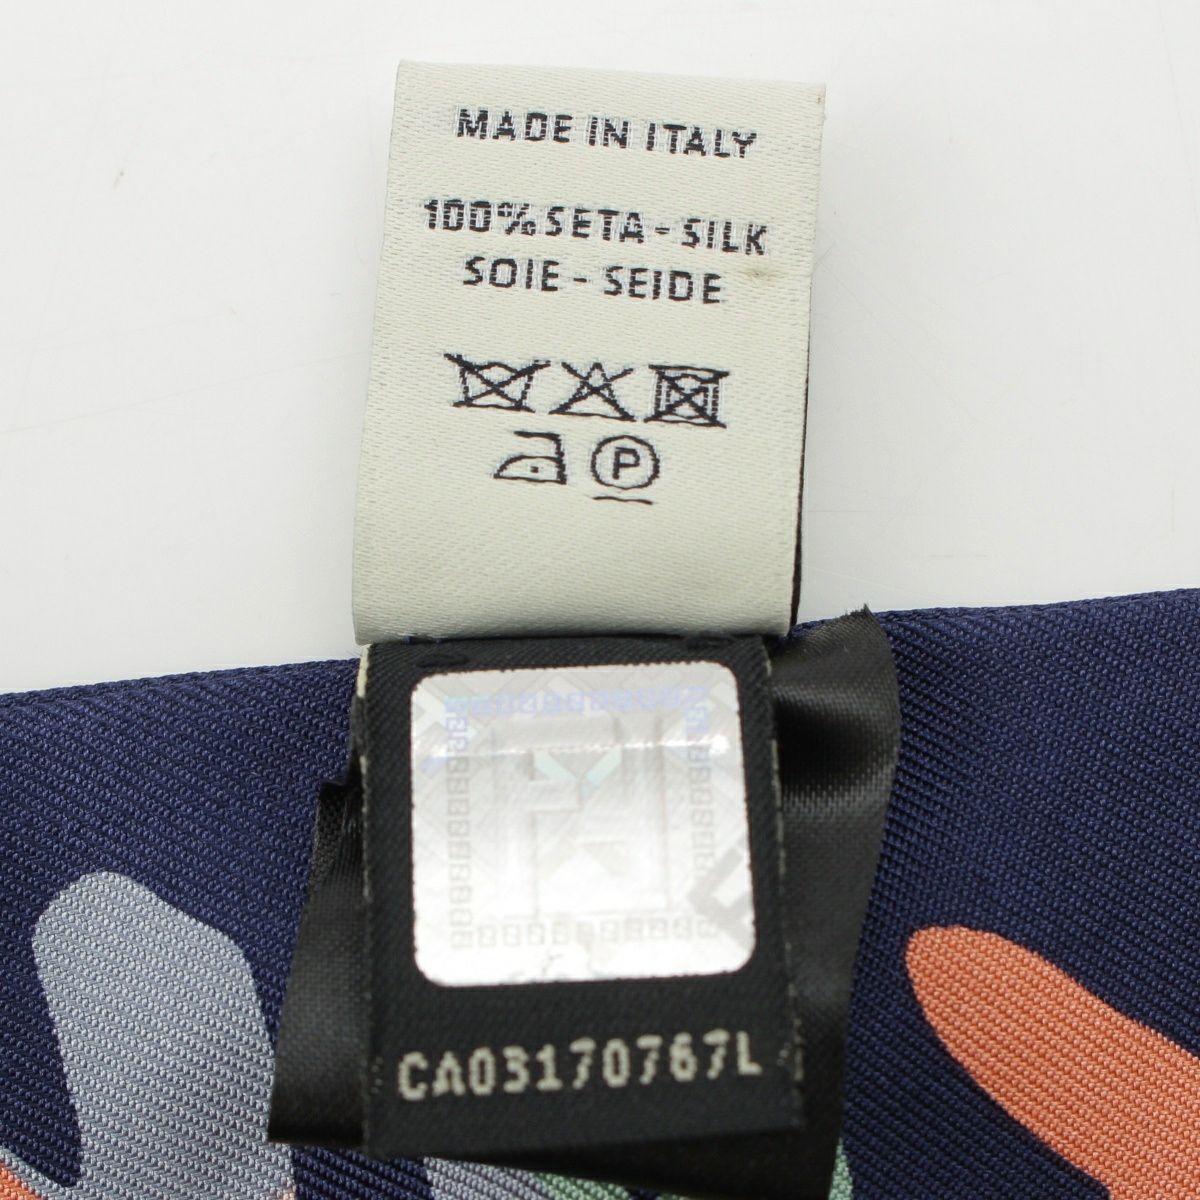 MADE IN ITALY
100% SETA - SILK
SOIE - SEIDE
P
CA03170767L